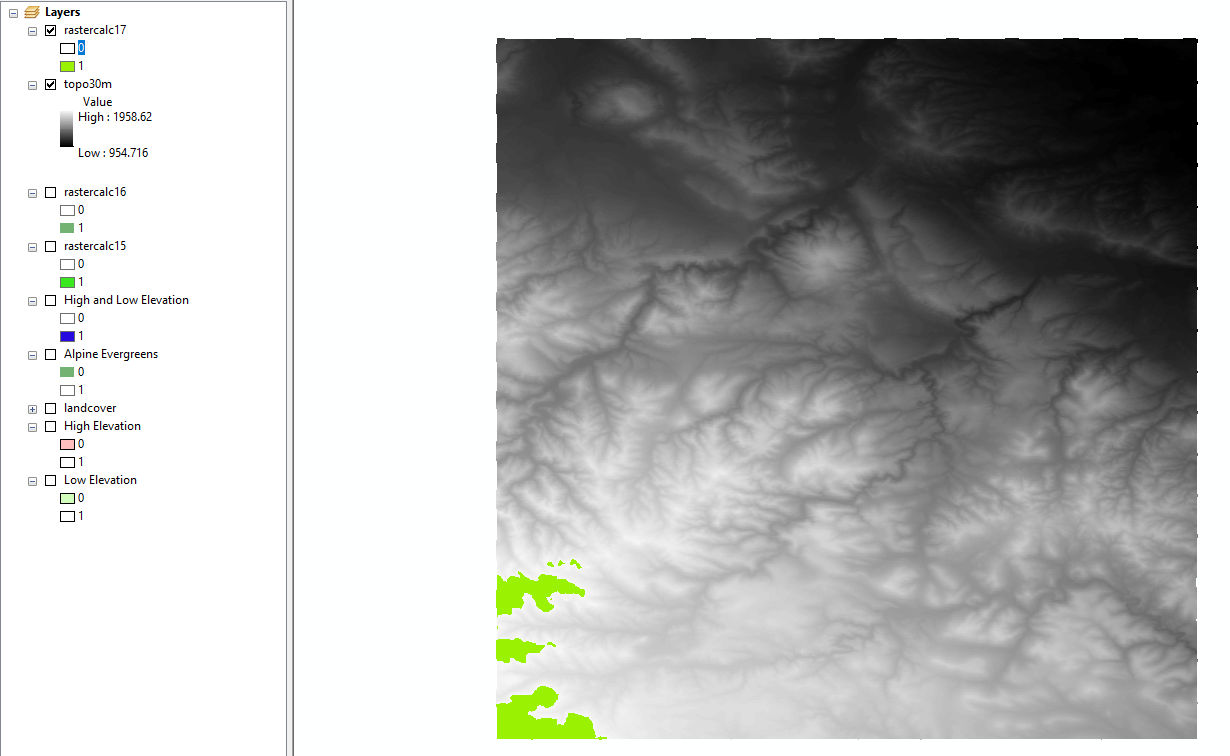 Layers
rastercalc17
0
1
topo30m
Value
High : 1958.62
Low : 954.716
rastercalc16
0
1
rastercalc15
0
1
High and Low Elevation
0
1
Alpine Evergreens
0
1
landcover
High Elevation
0
1
Low Elevation
0
1